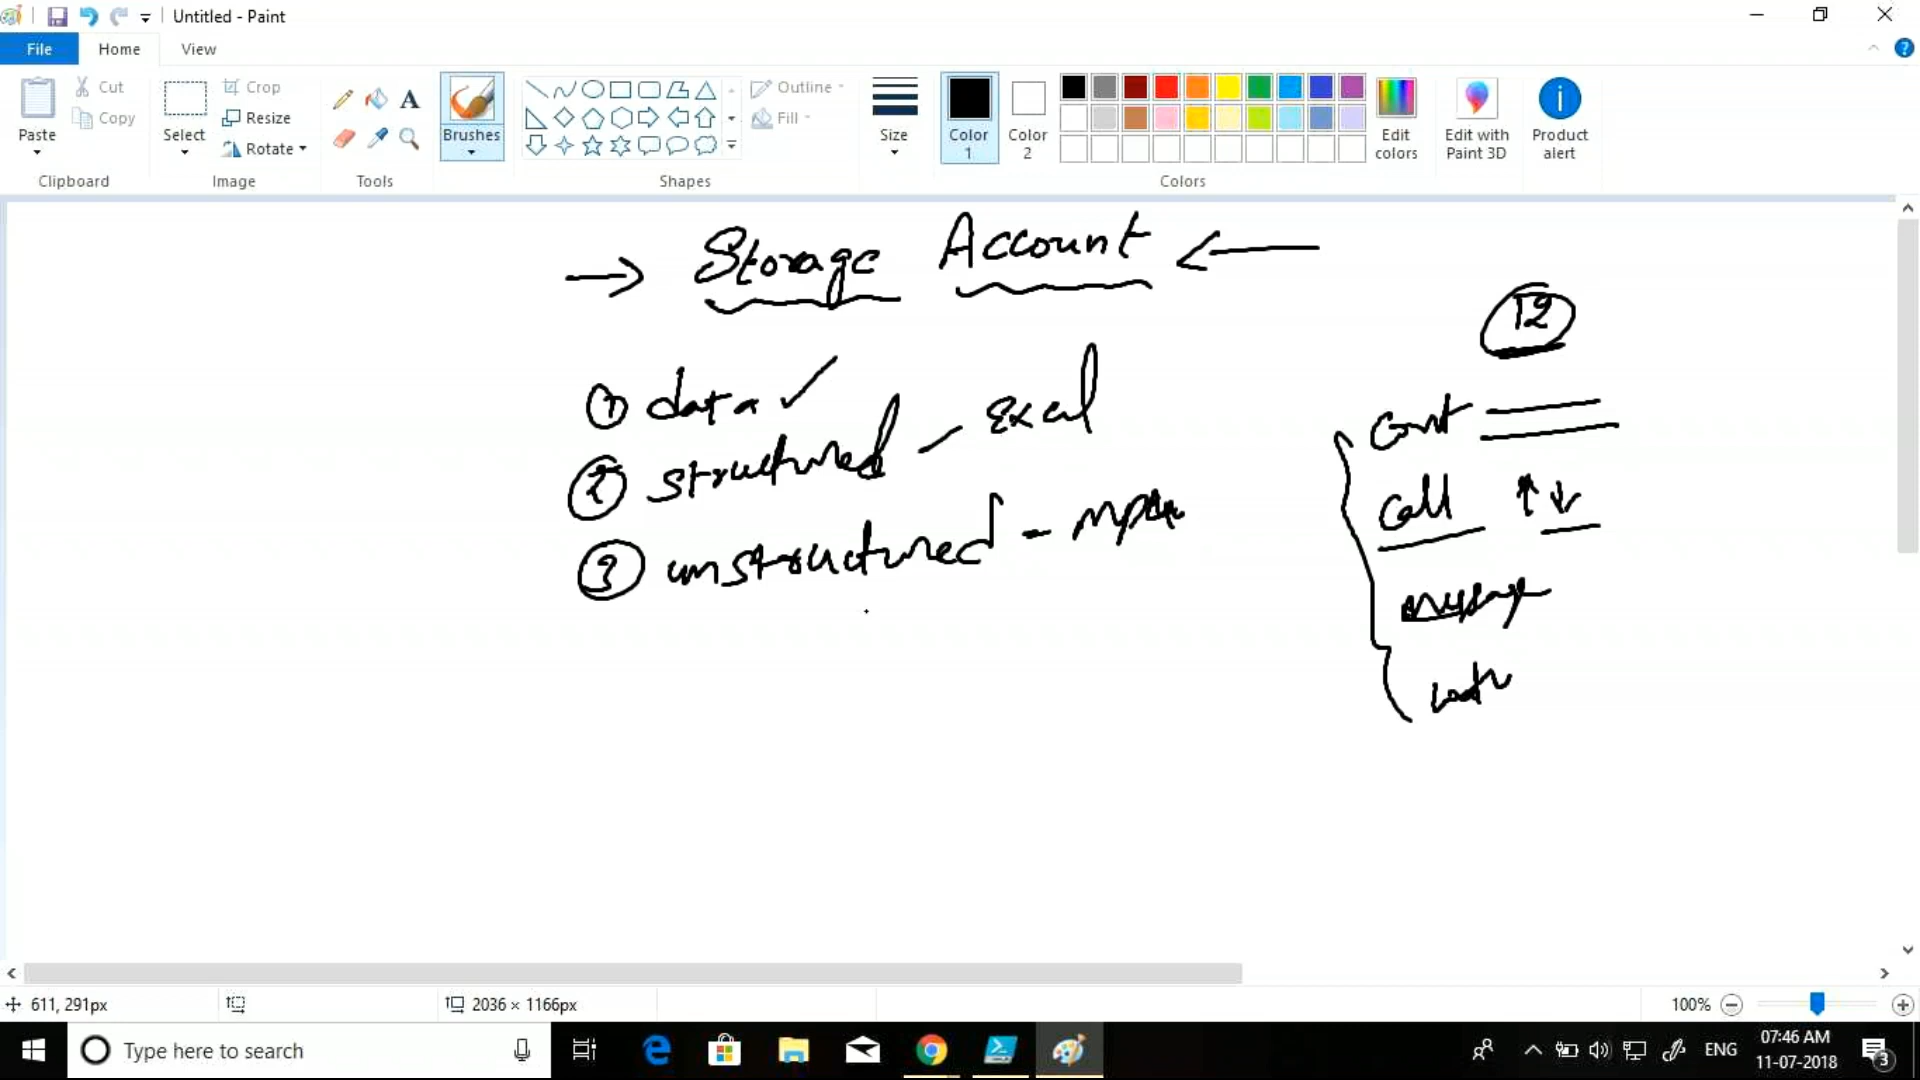 Untitled - Paint
File Home View
Paste
Cut
Copy
Clipboard
Select
Crop
Resize
Rotate
Image
Tools
Brushes
Shapes
Outline
Fill
Size
Color 1
Color 2
Colors
Edit colors
Edit with Paint 3D
Product alert
→ Storage Account ←
① data ✓
② structured - Excel
③ unstructured -
12
Call ↑↓
message
611, 291px
2036 × 1166px
100%
Type here to search
ENG
07:46 AM
11-07-2018
3